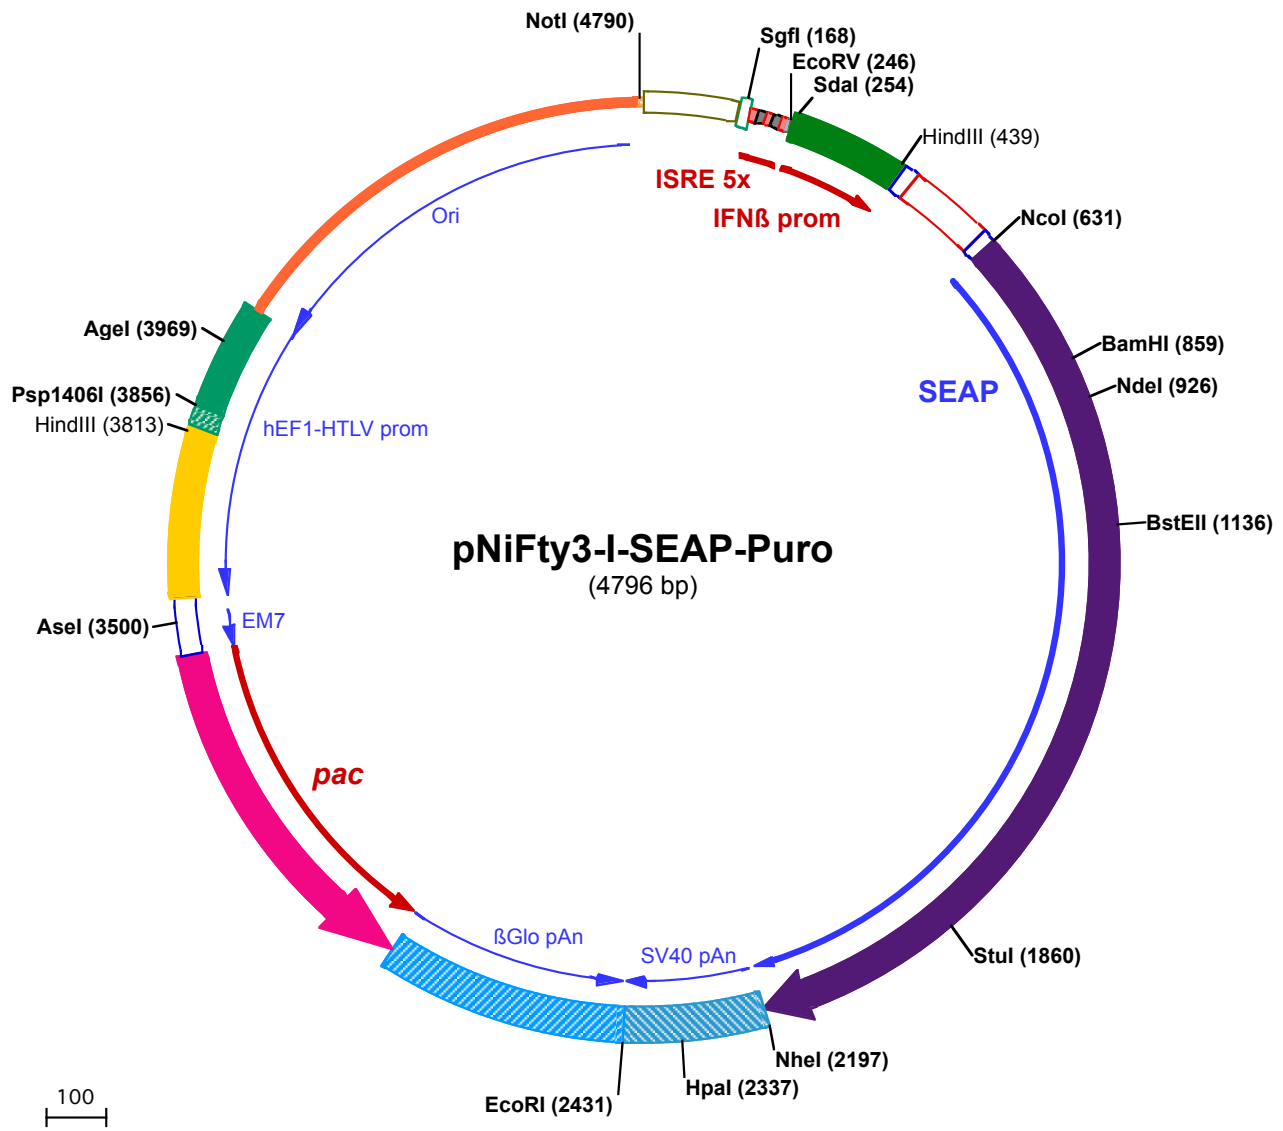 NotI (4790)
SgfI (168)
EcoRV (246)
SdaI (254)
HindIII (439)
ISRE 5x
IFNß prom
NcoI (631)
Ori
AgeI (3969)
BamHI (859)
Psp1406I (3856)
NdeI (926)
SEAP
HindIII (3813)
hEF1-HTLV prom
BstEII (1136)
pNiFty3-I-SEAP-Puro
(4796 bp)
AseI (3500)
EM7
pac
ßGlo pAn
SV40 pAn
StuI (1860)
NheI (2197)
HpaI (2337)
EcoRI (2431)
100